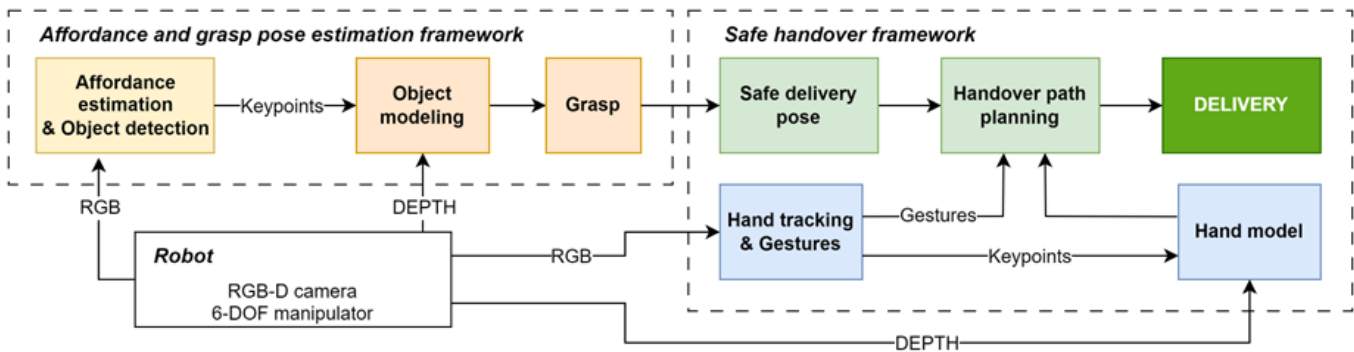 Affordance and grasp pose estimation framework
Affordance
estimation
& Object detection
Keypoints
Object
modeling
Grasp
RGB
DEPTH
Robot
RGB-D camera
6-DOF manipulator
RGB
DEPTH
Safe handover framework
Safe delivery
pose
Handover path
planning
DELIVERY
Hand tracking
& Gestures
Gestures
Keypoints
Hand model